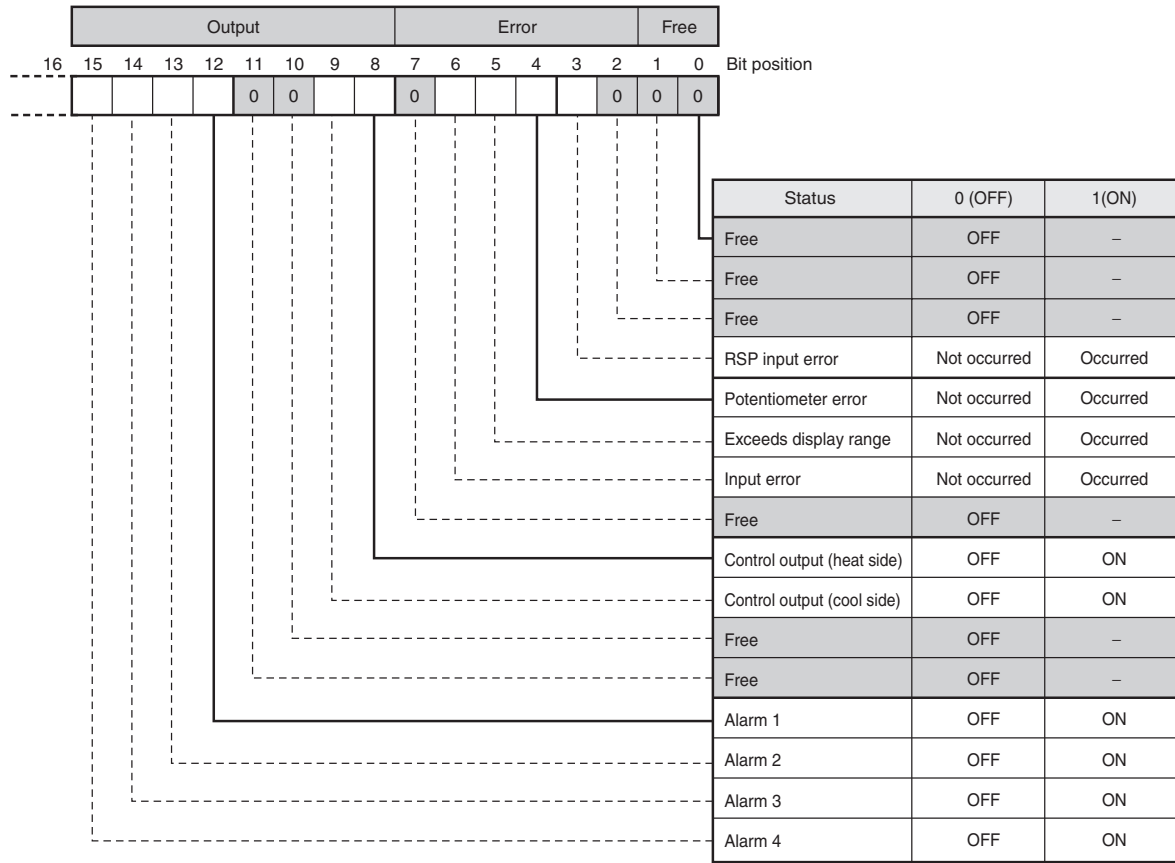 Output Error Free
16 15 14 13 12 11 10 9 8 7 6 5 4 3 2 1 0 Bit position
0 0 0 0 0 0
Status 0 (OFF) 1(ON)
Free OFF –
Free OFF –
Free OFF –
RSP input error Not occurred Occurred
Potentiometer error Not occurred Occurred
Exceeds display range Not occurred Occurred
Input error Not occurred Occurred
Free OFF –
Control output (heat side) OFF ON
Control output (cool side) OFF ON
Free OFF –
Free OFF –
Alarm 1 OFF ON
Alarm 2 OFF ON
Alarm 3 OFF ON
Alarm 4 OFF ON